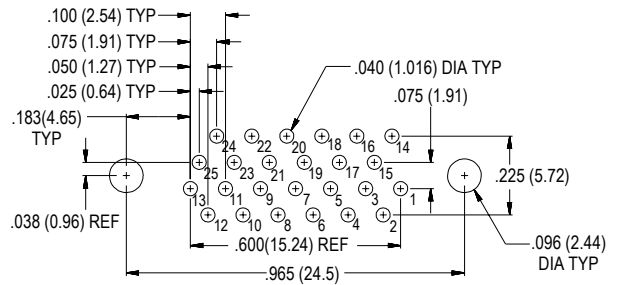 .100 (2.54) TYP
.075 (1.91) TYP
.050 (1.27) TYP
.025 (0.64) TYP
.040 (1.016) DIA TYP
.075 (1.91)
.183(4.65)
TYP
24 22 20 18 16 14
25 23 21 19 17 15
.225 (5.72)
13 11 9 7 5 3 1
12 10 8 6 4 2
.038 (0.96) REF
.600(15.24) REF
.096 (2.44)
DIA TYP
.965 (24.5)